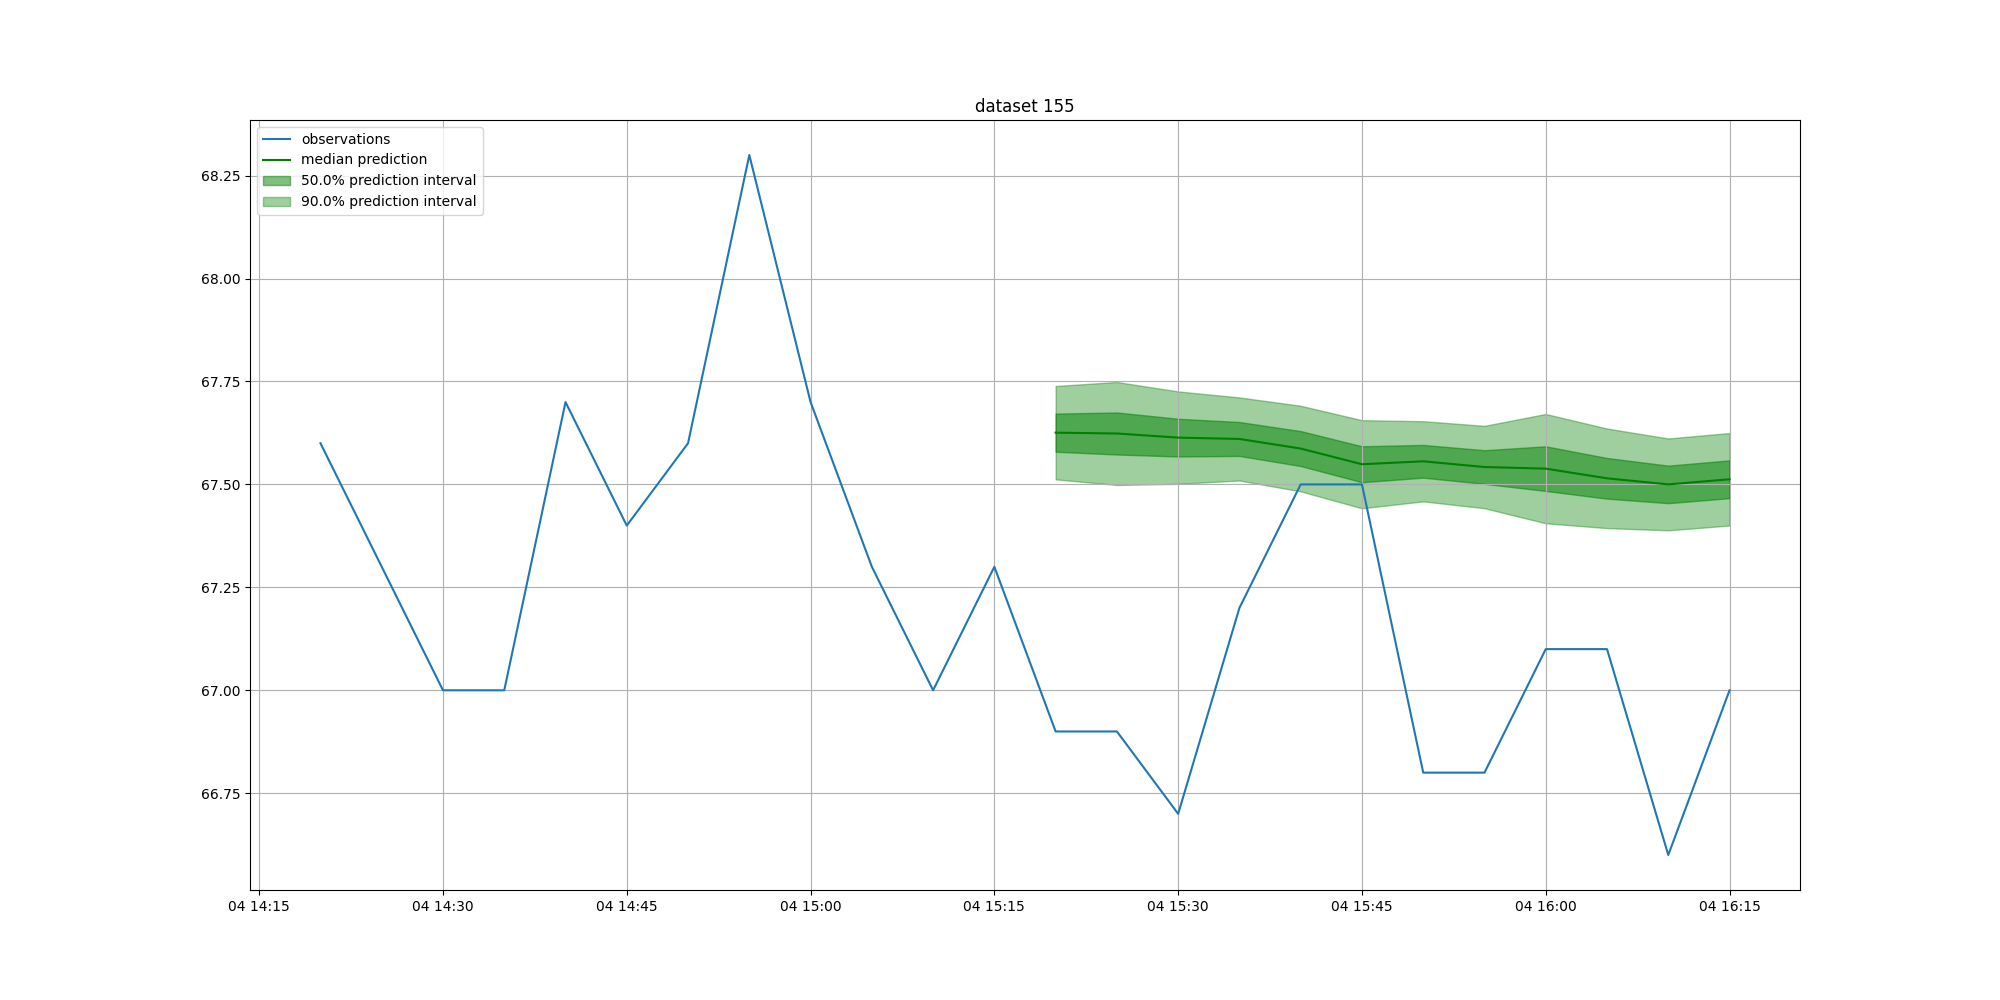 dataset 155
observations
median prediction
50.0% prediction interval
90.0% prediction interval
68.25
68.00
67.75
67.50
67.25
67.00
66.75
04 14:15 04 14:30 04 14:45 04 15:00 04 15:15 04 15:30 04 15:45 04 16:00 04 16:15